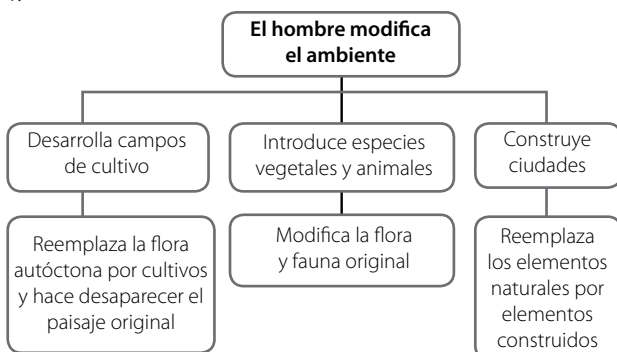 El hombre modifica
el ambiente
Desarrolla campos
de cultivo
Introduce especies
vegetales y animales
Construye
ciudades
Reemplaza la flora
autóctona por cultivos
y hace desaparecer el
paisaje original
Modifica la flora
y fauna original
Reemplaza
los elementos
naturales por
elementos
construidos